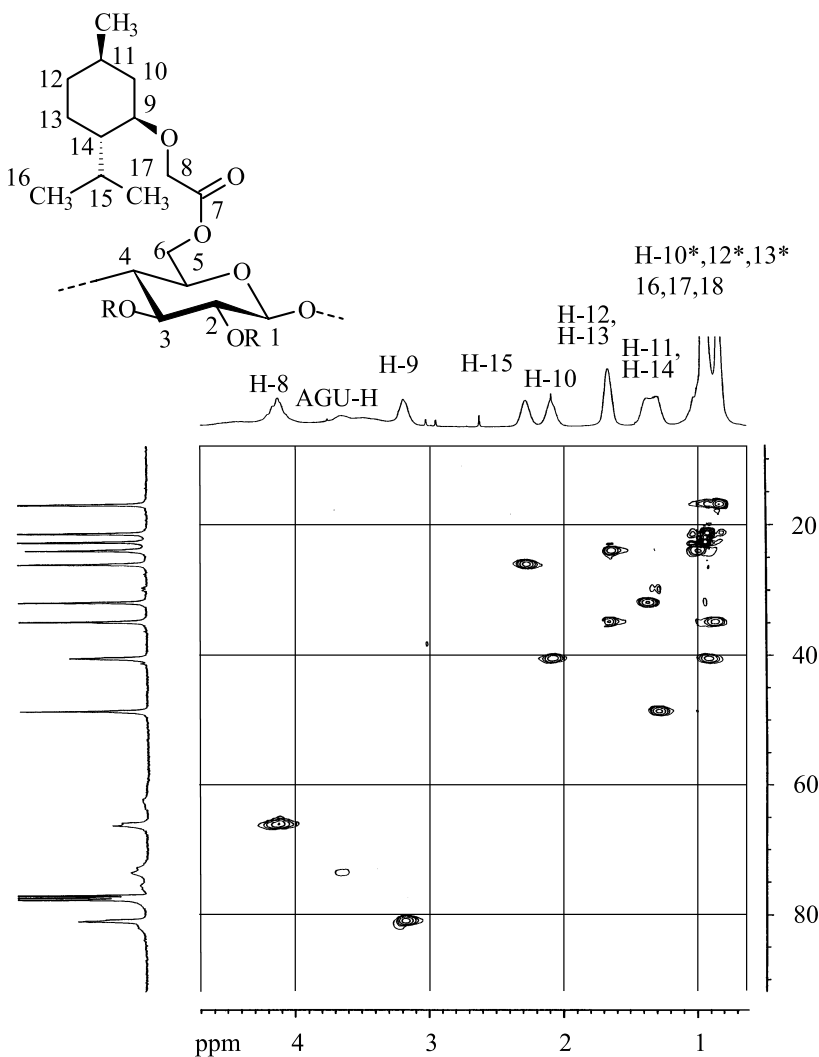 CH3
11
10
12
9
13
14
O
17
8
16
CH3
15
CH3
O
7
O
6
4
5
O
O
RO
3
2
OR
1
H-10*,12*,13*
16,17,18
H-12,
H-13
H-11,
H-14
H-15
H-9
H-10
H-8
AGU-H
20
40
60
80
ppm 4 3 2 1